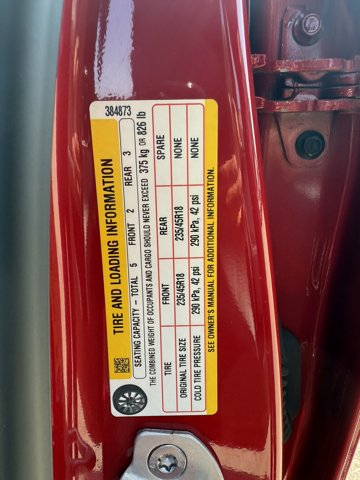 384873
TIRE AND LOADING INFORMATION
SEATING CAPACITY – TOTAL 5 FRONT 2 REAR 3
THE COMBINED WEIGHT OF OCCUPANTS AND CARGO SHOULD NEVER EXCEED 375 kg OR 826 lb
TIRE FRONT REAR SPARE
ORIGINAL TIRE SIZE 235/45R18 235/45R18 NONE
COLD TIRE PRESSURE 290 kPa, 42 psi 290 kPa, 42 psi NONE
SEE OWNER'S MANUAL FOR ADDITIONAL INFORMATION.